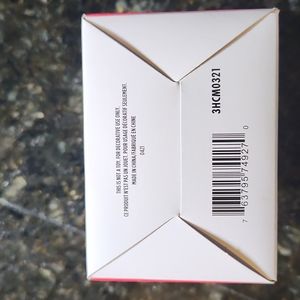 THIS IS NOT A TOY. FOR DECORATIVE USE ONLY.
CE PRODUIT N'EST PAS UN JOUET. POUR USAGE DÉCORATIF SEULEMENT.
MADE IN CHINA/FABRIQUÉ EN CHINE
0421
3HCM0321
7 63795 74927 0